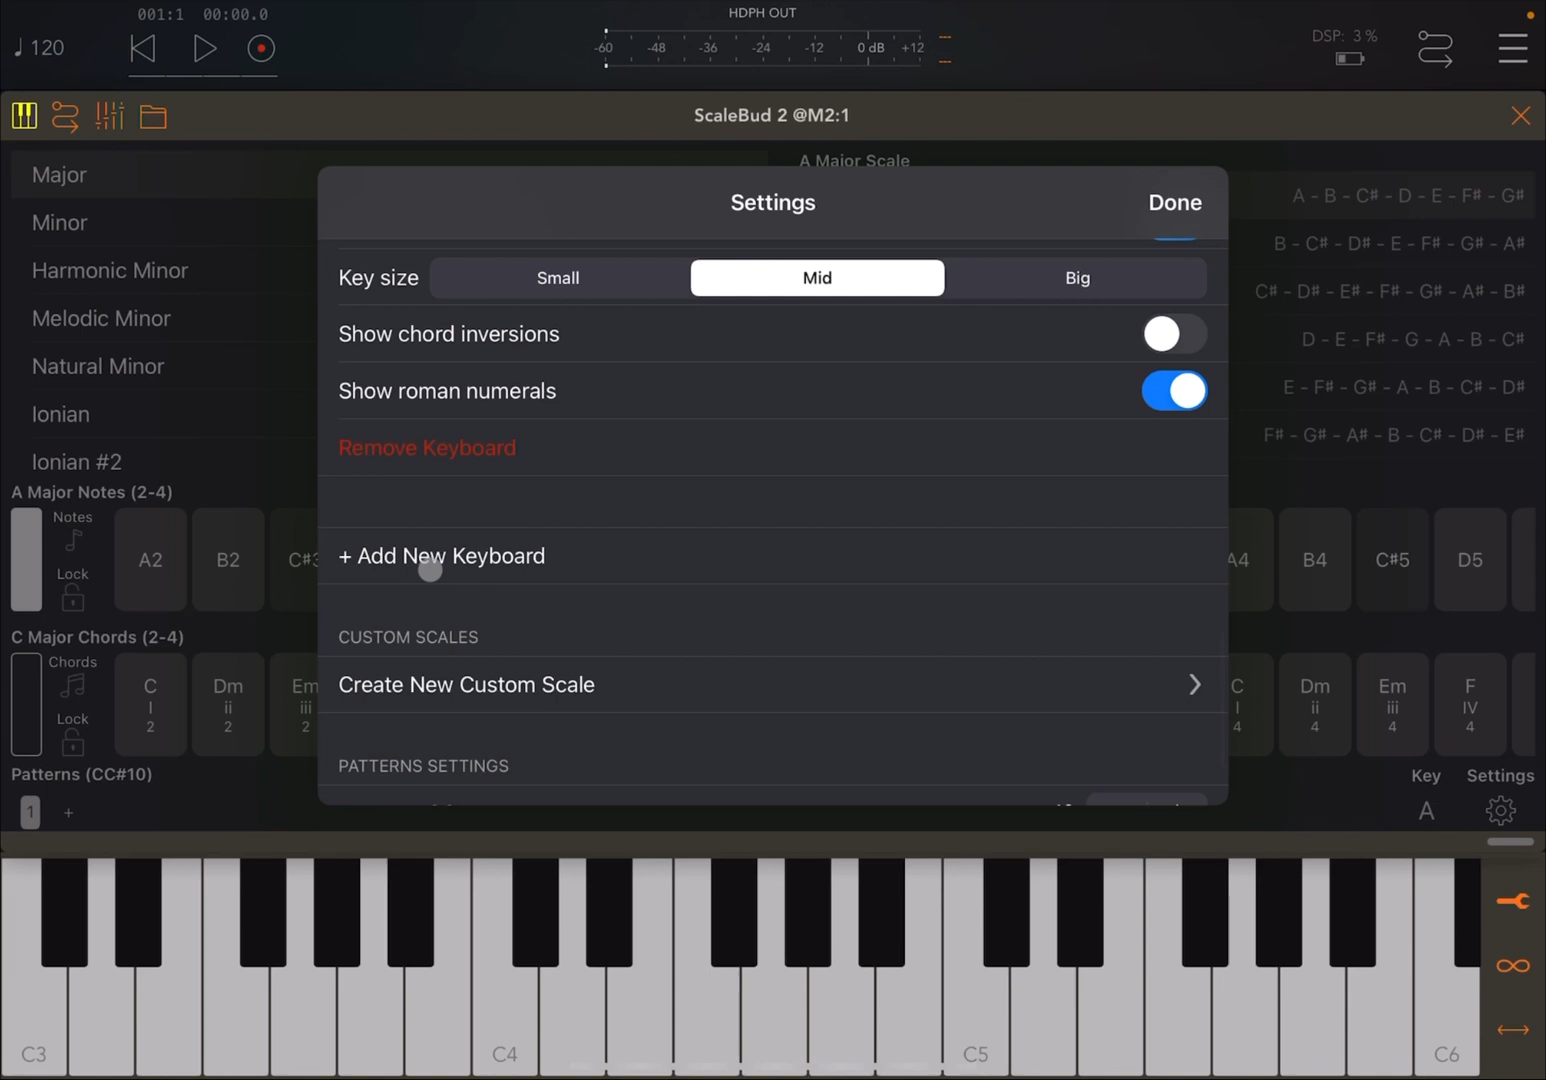 001:1 00:00.0
HDPH OUT
120
-60 -48 -36 -24 -12 0 dB +12
DSP: 3 %
ScaleBud 2 @M2:1
Major
Minor
Harmonic Minor
Melodic Minor
Natural Minor
Ionian
Ionian #2
A Major Scale
A - B - C# - D - E - F# - G#
B - C# - D# - E - F# - G# - A#
C# - D# - E# - F# - G# - A# - B#
D - E - F# - G - A - B - C#
E - F# - G# - A - B - C# - D#
F# - G# - A# - B - C# - D# - E#
Settings
Done
Key size
Small
Mid
Big
Show chord inversions
Show roman numerals
Remove Keyboard
+ Add New Keyboard
CUSTOM SCALES
Create New Custom Scale
PATTERNS SETTINGS
A Major Notes (2-4)
Notes
Lock
A2 B2 C#3
A4 B4 C#5 D5
C Major Chords (2-4)
Chords
Lock
C Dm Em
I ii iii
2 2 2
C Dm Em F
I ii iii IV
4 4 4 4
Patterns (CC#10)
1 +
Key Settings
A
C3 C4 C5 C6